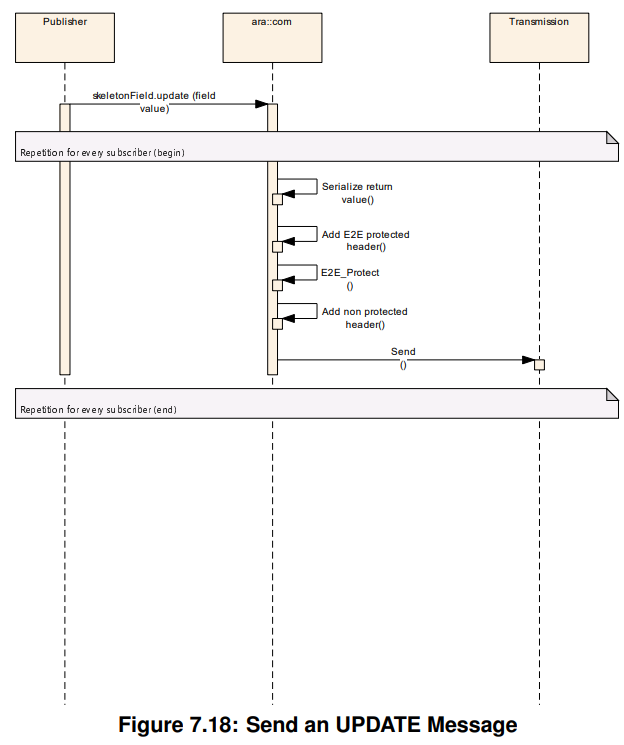 Publisher
ara::com
Transmission
skeletonField.update (field
value)
Repetition for every subscriber (begin)
Serialize return
value()
Add E2E protected
header()
E2E_Protect
()
Add non protected
header()
Send
()
Repetition for every subscriber (end)
Figure 7.18: Send an UPDATE Message